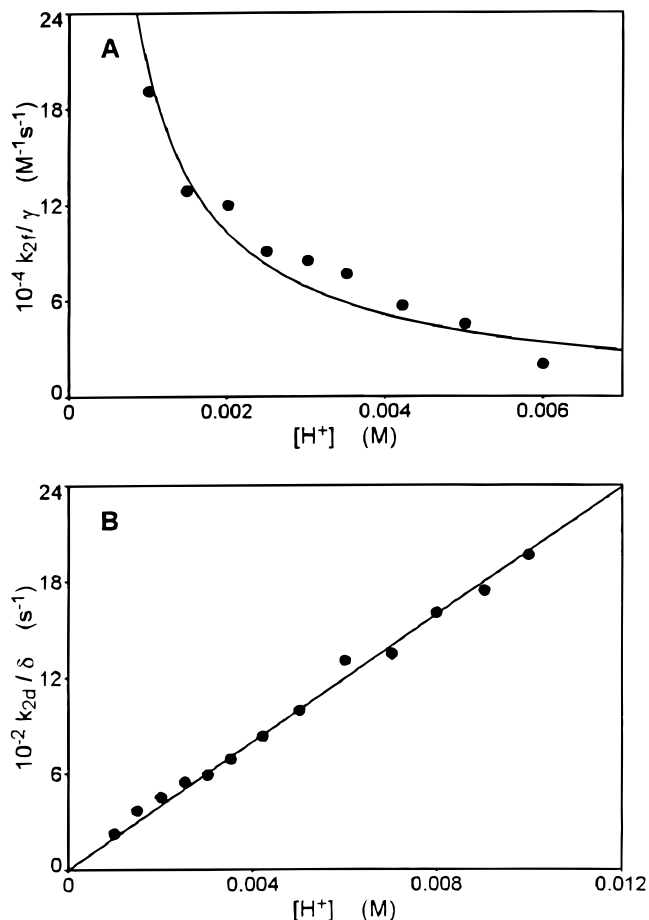 A
10⁻⁴ k₂f / γ (M⁻¹s⁻¹)
24
18
12
6
0
0 0.002 0.004 0.006
[H⁺] (M)
B
10⁻² k₂d / δ (s⁻¹)
24
18
12
6
0
0 0.004 0.008 0.012
[H⁺] (M)